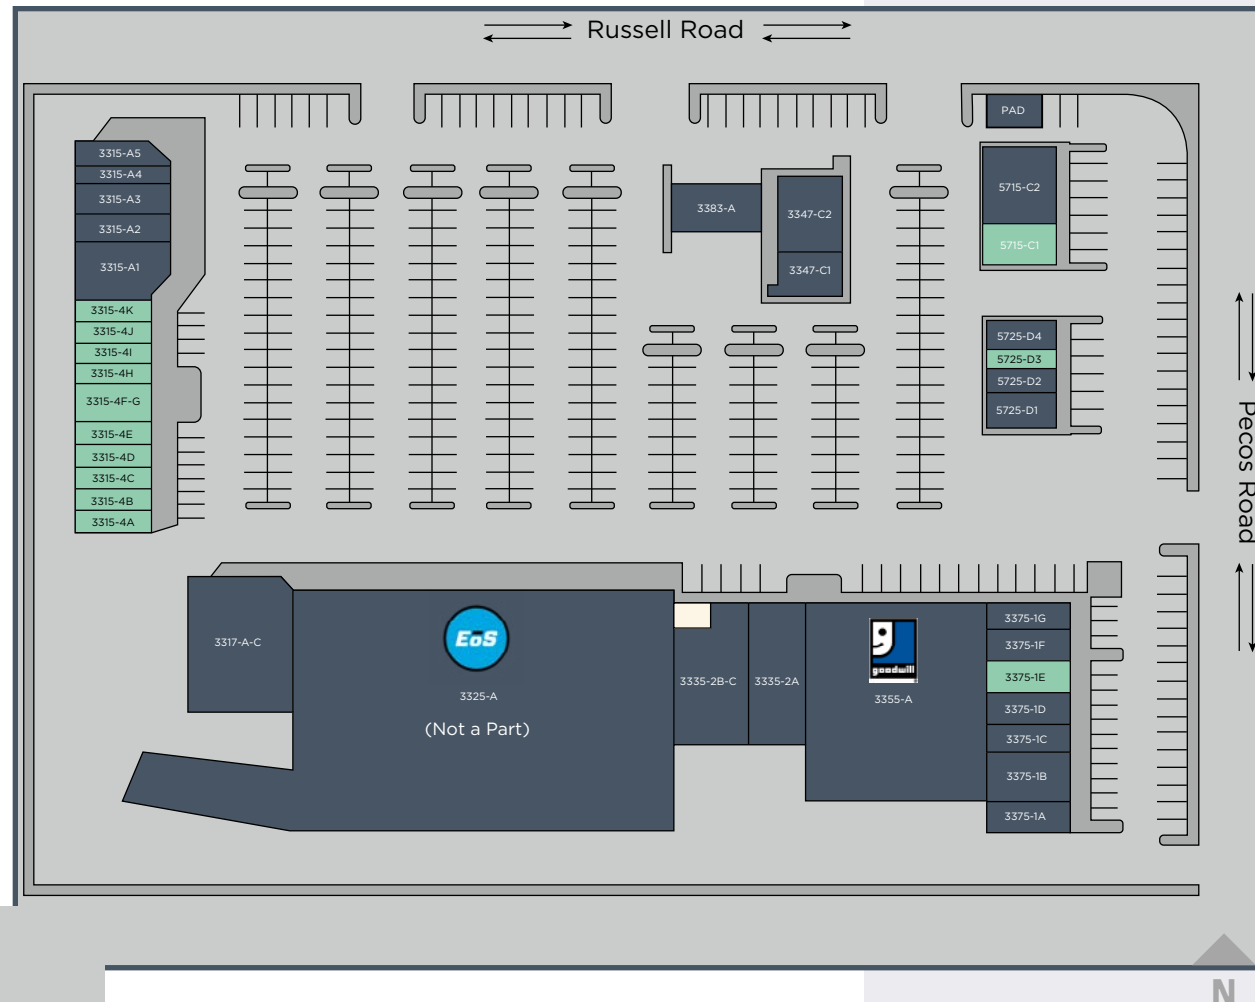 Russell Road
PAD
3315-A5
3315-A4
3315-A3
3315-A2
3315-A1
3315-4K
3315-4J
3315-4I
3315-4H
3315-4F-G
3315-4E
3315-4D
3315-4C
3315-4B
3315-4A
3383-A
3347-C2
3347-C1
5715-C2
5715-C1
5725-D4
5725-D3
5725-D2
5725-D1
Pecos Road
3317-A-C
EōS
3325-A
(Not a Part)
3335-2B-C
3335-2A
goodwill
3355-A
3375-1G
3375-1F
3375-1E
3375-1D
3375-1C
3375-1B
3375-1A
N